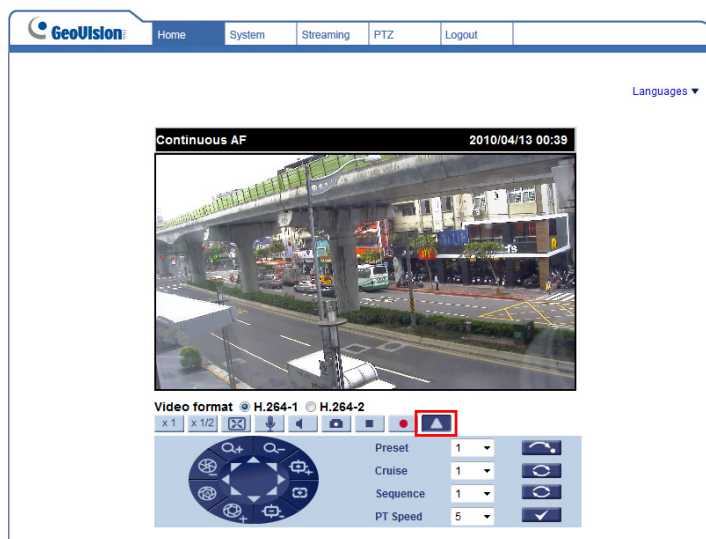 GeoVision
Home System Streaming PTZ Logout
Languages
Continuous AF 2010/04/13 00:39
Video format H.264-1 H.264-2
x 1 x 1/2
Preset 1
Cruise 1
Sequence 1
PT Speed 5